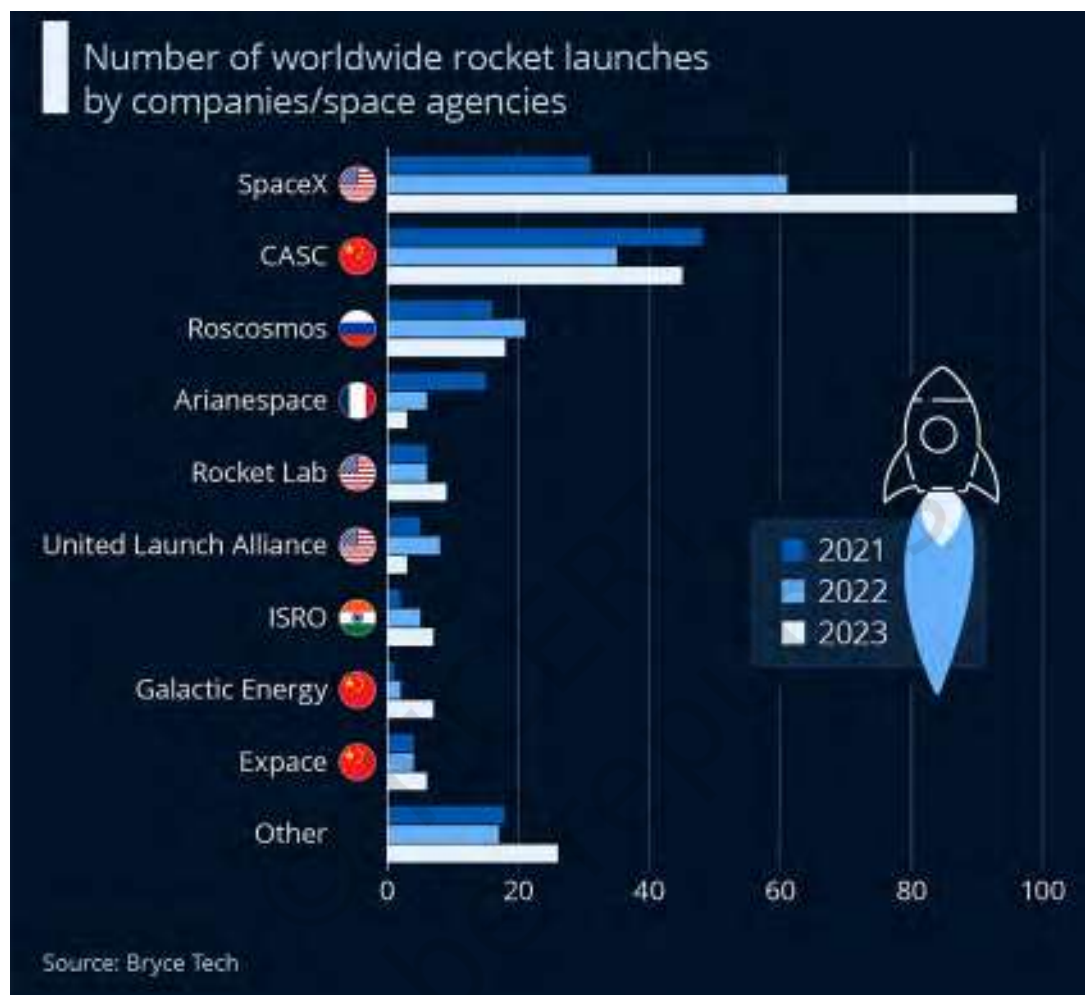 Number of worldwide rocket launches
by companies/space agencies
SpaceX
CASC
Roscosmos
Arianespace
Rocket Lab
United Launch Alliance
ISRO
Galactic Energy
Expace
Other
2021
2022
2023
0 20 40 60 80 100
Source: Bryce Tech